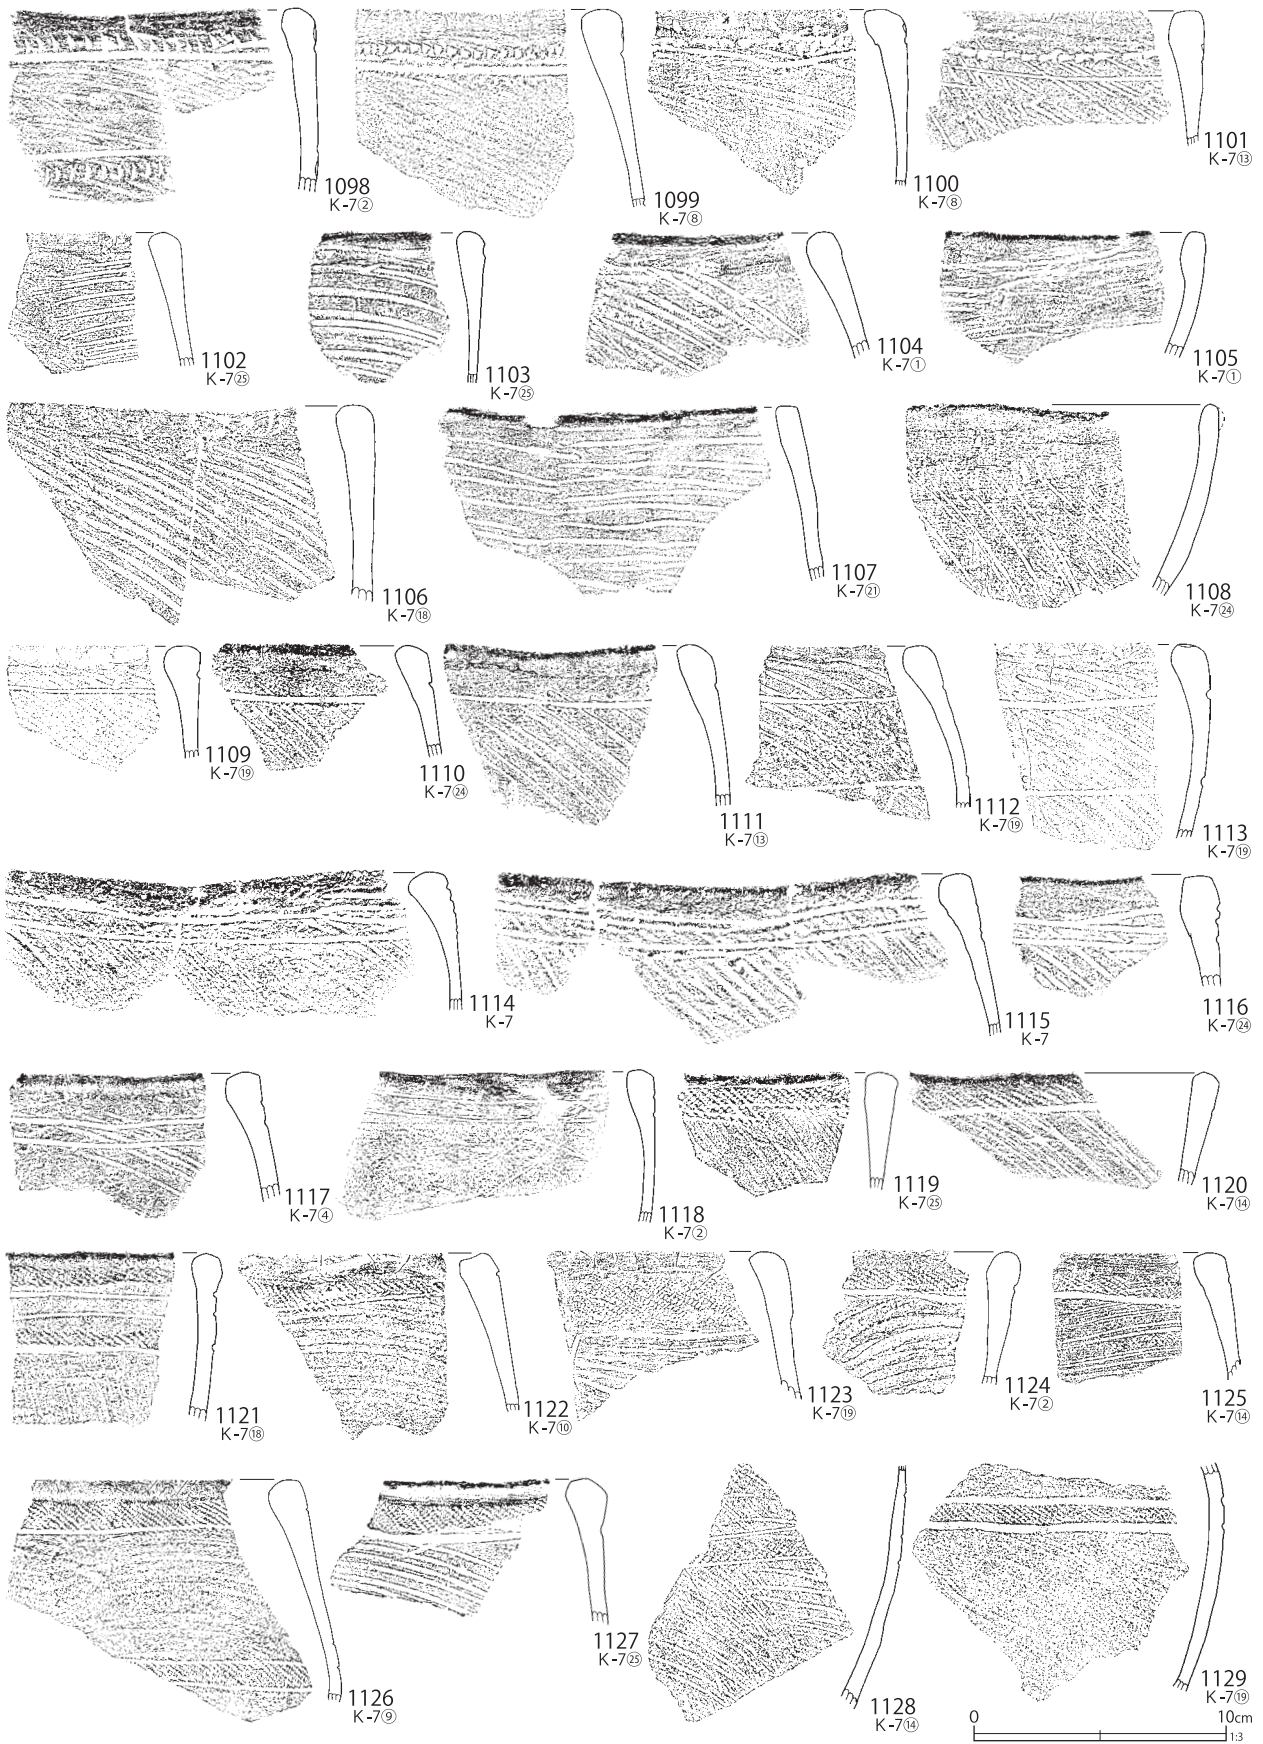 1098
K-7②
1099
K-7⑧
1100
K-7⑧
1101
K-7⑬
1102
K-7㉕
1103
K-7㉕
1104
K-7①
1105
K-7①
1106
K-7⑱
1107
K-7㉑
1108
K-7㉔
1109
K-7⑲
1110
K-7㉔
1111
K-7⑬
1112
K-7⑲
1113
K-7⑲
1114
K-7
1115
K-7
1116
K-7㉔
1117
K-7④
1118
K-7②
1119
K-7㉕
1120
K-7⑭
1121
K-7⑱
1122
K-7⑩
1123
K-7⑲
1124
K-7②
1125
K-7⑭
1126
K-7⑨
1127
K-7㉕
1128
K-7⑭
1129
K-7⑲
0 10cm
1:3